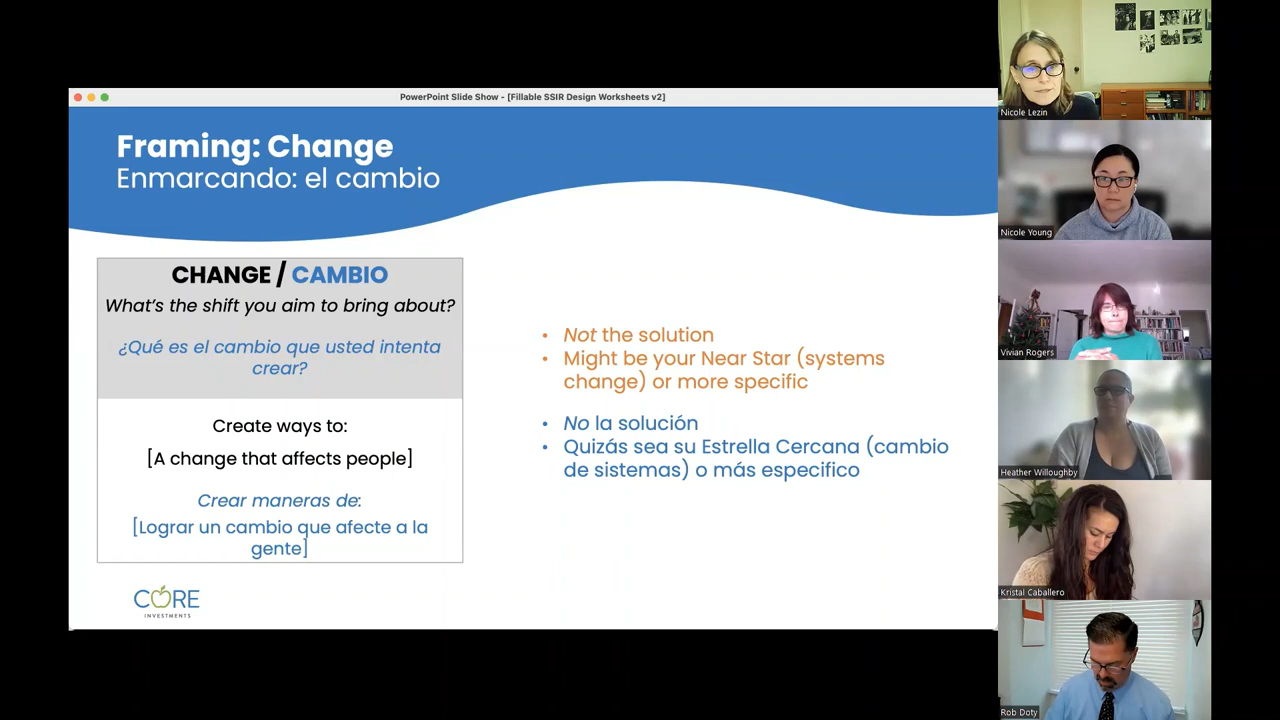 PowerPoint Slide Show - [Fillable SSIR Design Worksheets v2]
Framing: Change
Enmarcando: el cambio
CHANGE / CAMBIO
What's the shift you aim to bring about?
¿Qué es el cambio que usted intenta
crear?
Create ways to:
[A change that affects people]
Crear maneras de:
[Lograr un cambio que afecte a la
gente]
• Not the solution
• Might be your Near Star (systems
change) or more specific
• No la solución
• Quizás sea su Estrella Cercana (cambio
de sistemas) o más especifico
CORE
INVESTMENTS
Nicole Lezin
Nicole Young
Vivian Rogers
Heather Willoughby
Kristal Caballero
Rob Doty